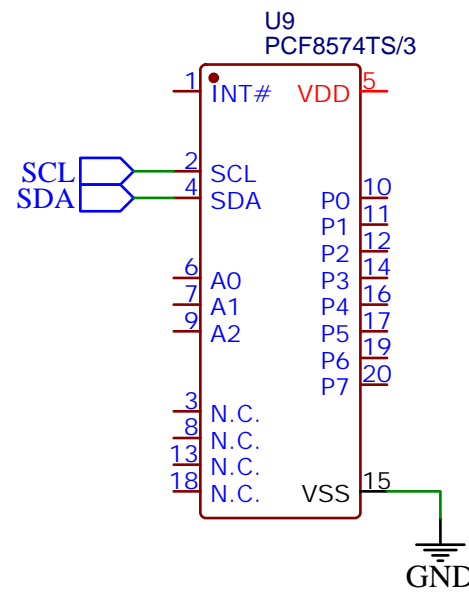 U9
PCF8574TS/3
1 INT# VDD 5
SCL 2 SCL
SDA 4 SDA P0 10
P1 11
P2 12
6 A0 P3 14
7 A1 P4 16
9 A2 P5 17
P6 19
P7 20
3 N.C.
8 N.C.
13 N.C.
18 N.C. VSS 15
GND